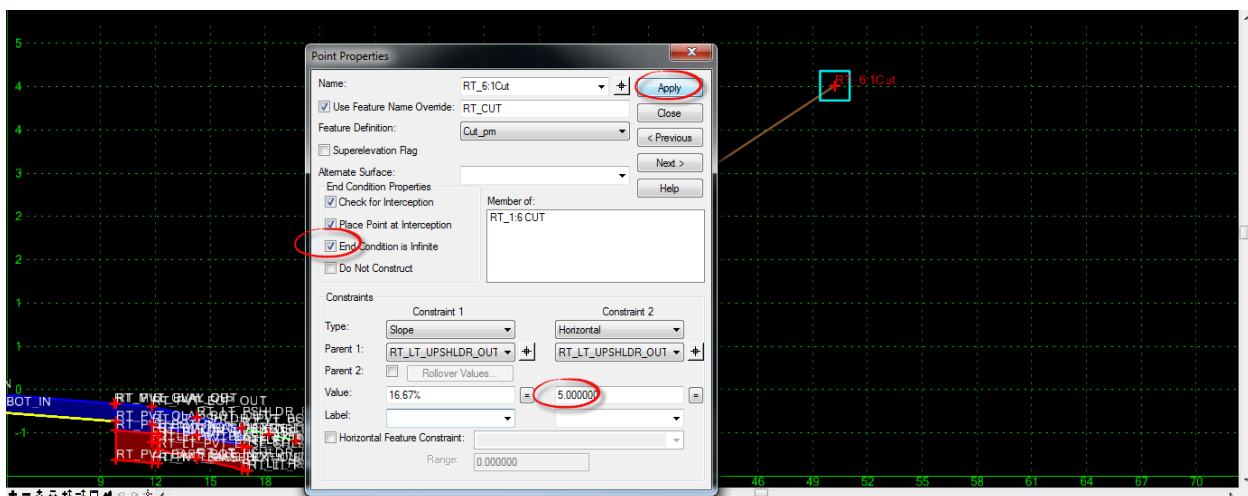 5
4
4
3
2
2
1
1
0
-1
Point Properties
Name:
RT_6:1Cut
Apply
Use Feature Name Override:
RT_CUT
Close
Feature Definition:
Cut_pm
< Previous
Superelevation Flag
Next >
Alternate Surface:
Help
End Condition Properties
Check for Interception
Place Point at Interception
End Condition is Infinite
Do Not Construct
Member of:
RT_1:6 CUT
Constraints
Constraint 1
Constraint 2
Type:
Slope
Horizontal
Parent 1:
RT_LT_UPSHLDR_OUT
RT_LT_UPSHLDR_OUT
Parent 2:
Rollover Values...
Value:
16.67%
=
5.000000
=
Label:
Horizontal Feature Constraint:
Range:
0.000000
RT_6:1Cut
BOT_IN
9 12 15 18 46 49 52 55 58 61 64 67 70